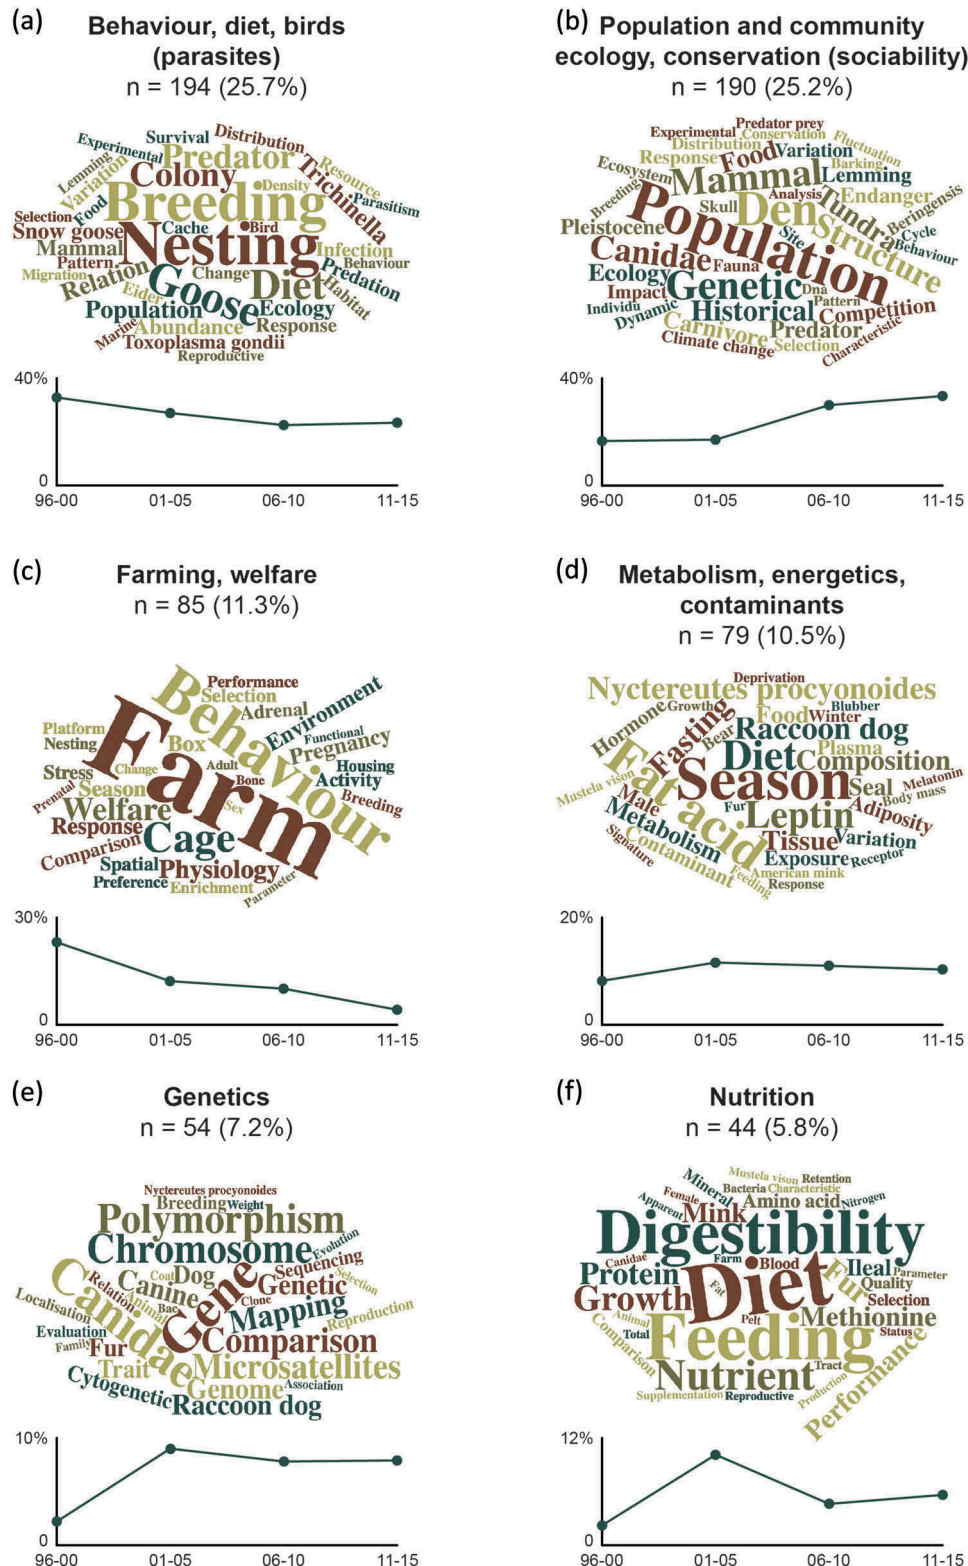 (a)
Behaviour, diet, birds
(parasites)
n = 194 (25.7%)
Survival
Distribution
Experimental
Predator
Resource
Lemming
Variation
Colony
Density
Trichinella
Parasitism
Food
Breeding
Selection
Snow goose
Cache
Bird
Nesting
Infection
Mammal
Pattern
Behaviour
Migration
Relation
Change
Predation
Eider
Goose
Diet
Habitat
Population
Ecology
Marine
Abundance
Response
Toxoplasma gondii
Reproductive
40%
0
96-00 01-05 06-10 11-15
(b)
Population and community
ecology, conservation (sociability)
n = 190 (25.2%)
Predator prey
Experimental
Conservation
Fluctuation
Distribution
Food
Variation
Response
Barking
Ecosystem
Mammal
Lemming
Breeding
Skull
Analysis
Endanger
Den
Tundra
Beringensis
Pleistocene
Population
Site
Structure
Cycle
Behaviour
Canidae
Fauna
Ecology
Genetic
Dna
Impact
Pattern
Individu
Dynamic
Historical
Competition
Carnivore
Predator
Climate change
Selection
Characteristic
40%
0
96-00 01-05 06-10 11-15
(c)
Farming, welfare
n = 85 (11.3%)
Performance
Behaviour
Selection
Adrenal
Environment
Platform
Functional
Nesting
Box
Pregnancy
Farm
Stress
Change
Adult
Housing
Bone
Activity
Prenatal
Season
Sex
Breeding
Welfare
Response
Cage
Comparison
Spatial
Physiology
Preference
Enrichment
Parameter
30%
0
96-00 01-05 06-10 11-15
(d)
Metabolism, energetics,
contaminants
n = 79 (10.5%)
Deprivation
Nyctereutes procyonoides
Hormone
Growth
Food
Winter
Blubber
Fasting
Bear
Raccoon dog
Diet
Plasma
Composition
Fat acid
Season
Seal
Melatonin
Mustela vison
Body mass
Male
Fur
Leptin
Adiposity
Metabolism
Tissue
Variation
Signature
Contaminant
Exposure
Receptor
Feeding
American mink
Response
20%
0
96-00 01-05 06-10 11-15
(e)
Genetics
n = 54 (7.2%)
Nyctereutes procyonoides
Breeding
Weight
Polymorphism
Chromosome
Evolution
Sequencing
Canidae
Coat
Dog
Gene
Selection
Relation
Canine
Genetic
Animal
Clone
Localisation
Bac
Mapping
Reproduction
Evaluation
Family
Fur
Comparison
Trait
Microsatellites
Cytogenetic
Genome
Association
Raccoon dog
10%
0
96-00 01-05 06-10 11-15
(f)
Nutrition
n = 44 (5.8%)
Mustela vison
Retention
Mineral
Bacteria
Characteristic
Female
Amino acid
Nitrogen
Apparent
Mink
Digestibility
Canidae
Farm
Blood
Ileal
Protein
Diet
Fur
Parameter
Fat
Quality
Growth
Selection
Animal
Pelt
Methionine
Total
Feeding
Status
Comparison
Nutrient
Tract
Performance
Supplementation
Reproductive
Production
12%
0
96-00 01-05 06-10 11-15